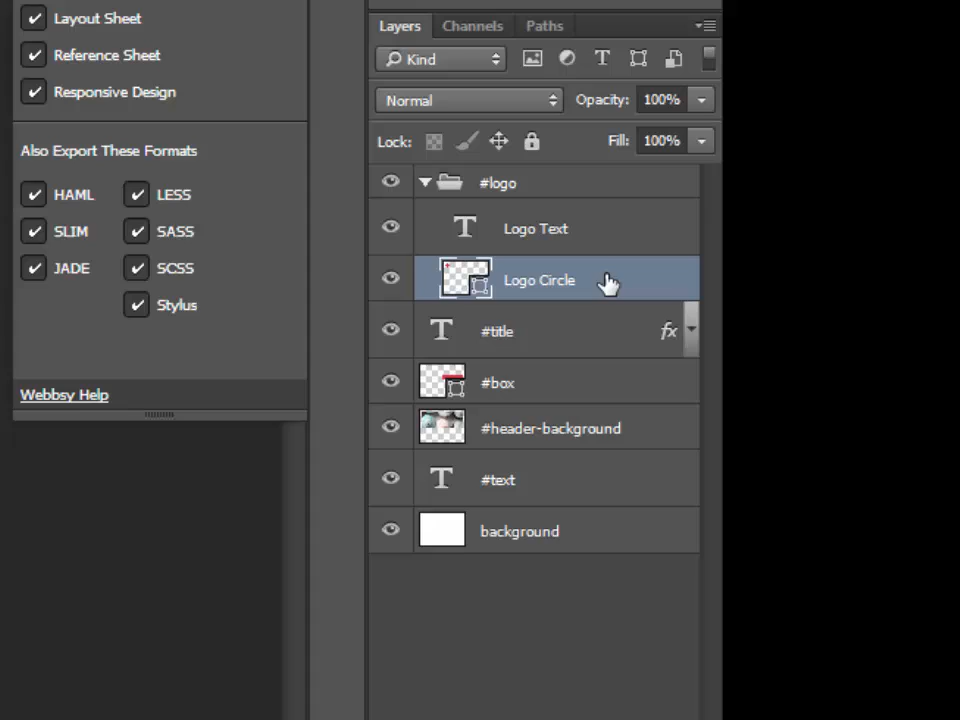 Layout Sheet
Reference Sheet
Responsive Design
Also Export These Formats
HAML LESS
SLIM SASS
JADE SCSS
Stylus
Webbsy Help
Layers Channels Paths
Kind
Normal Opacity: 100%
Lock: Fill: 100%
#logo
Logo Text
Logo Circle
#title fx
#box
#header-background
#text
background